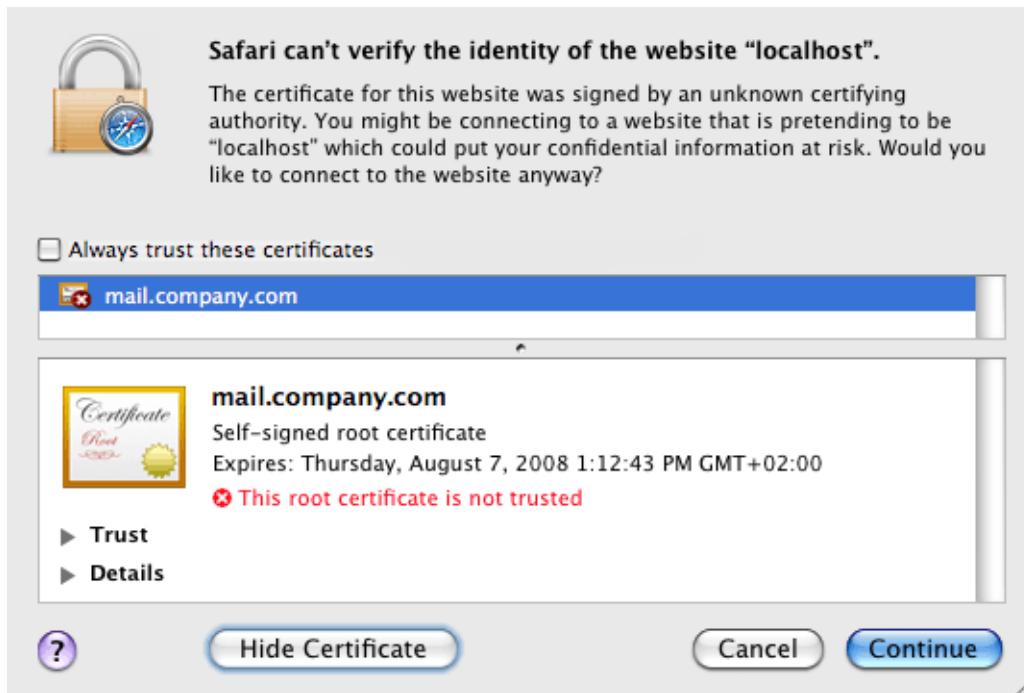 Safari can't verify the identity of the website “localhost”.
The certificate for this website was signed by an unknown certifying
authority. You might be connecting to a website that is pretending to be
“localhost” which could put your confidential information at risk. Would you
like to connect to the website anyway?
Always trust these certificates
mail.company.com
Certificate
Root
mail.company.com
Self-signed root certificate
Expires: Thursday, August 7, 2008 1:12:43 PM GMT+02:00
This root certificate is not trusted
Trust
Details
?
Hide Certificate
Cancel
Continue